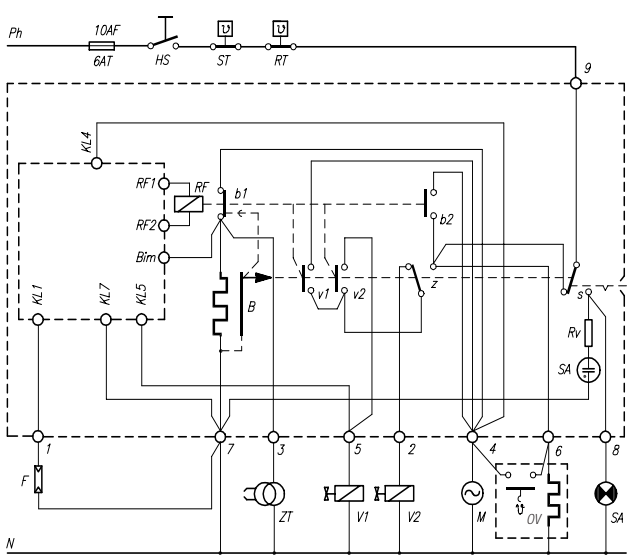 Ph
10AF
6AT
HS
υ
ST
υ
RT
9
KL4
RF1
RF
RF2
Bim
b1
b2
KL1
KL7
KL5
B
v1
v2
z
s
Rv
SA
1
7
3
5
2
4
6
8
F
ZT
V1
V2
M
υ
OV
SA
N